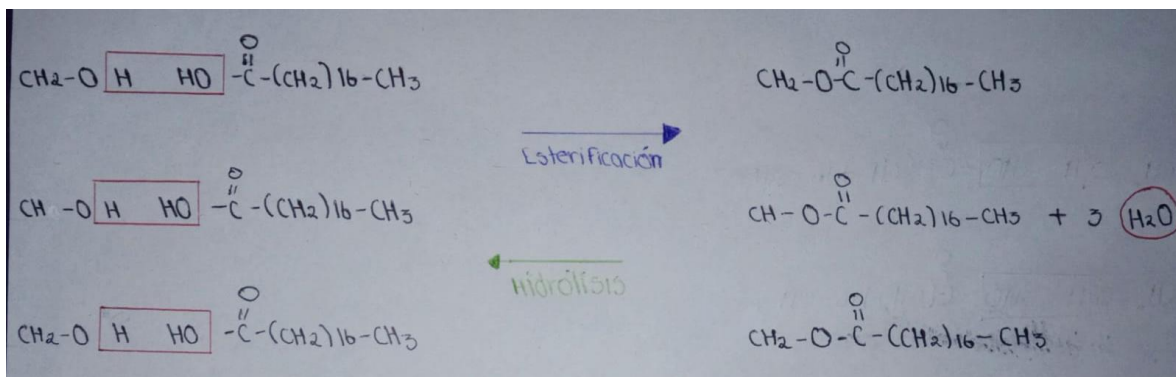 O O
CH2-O H HO -C-(CH2)16-CH3 CH2-O-C-(CH2)16-CH3
Esterificación
O O
CH -O H HO -C-(CH2)16-CH3 CH-O-C-(CH2)16-CH3 + 3 H2O
Hidrólisis
O O
CH2-O H HO -C-(CH2)16-CH3 CH2-O-C-(CH2)16-CH3